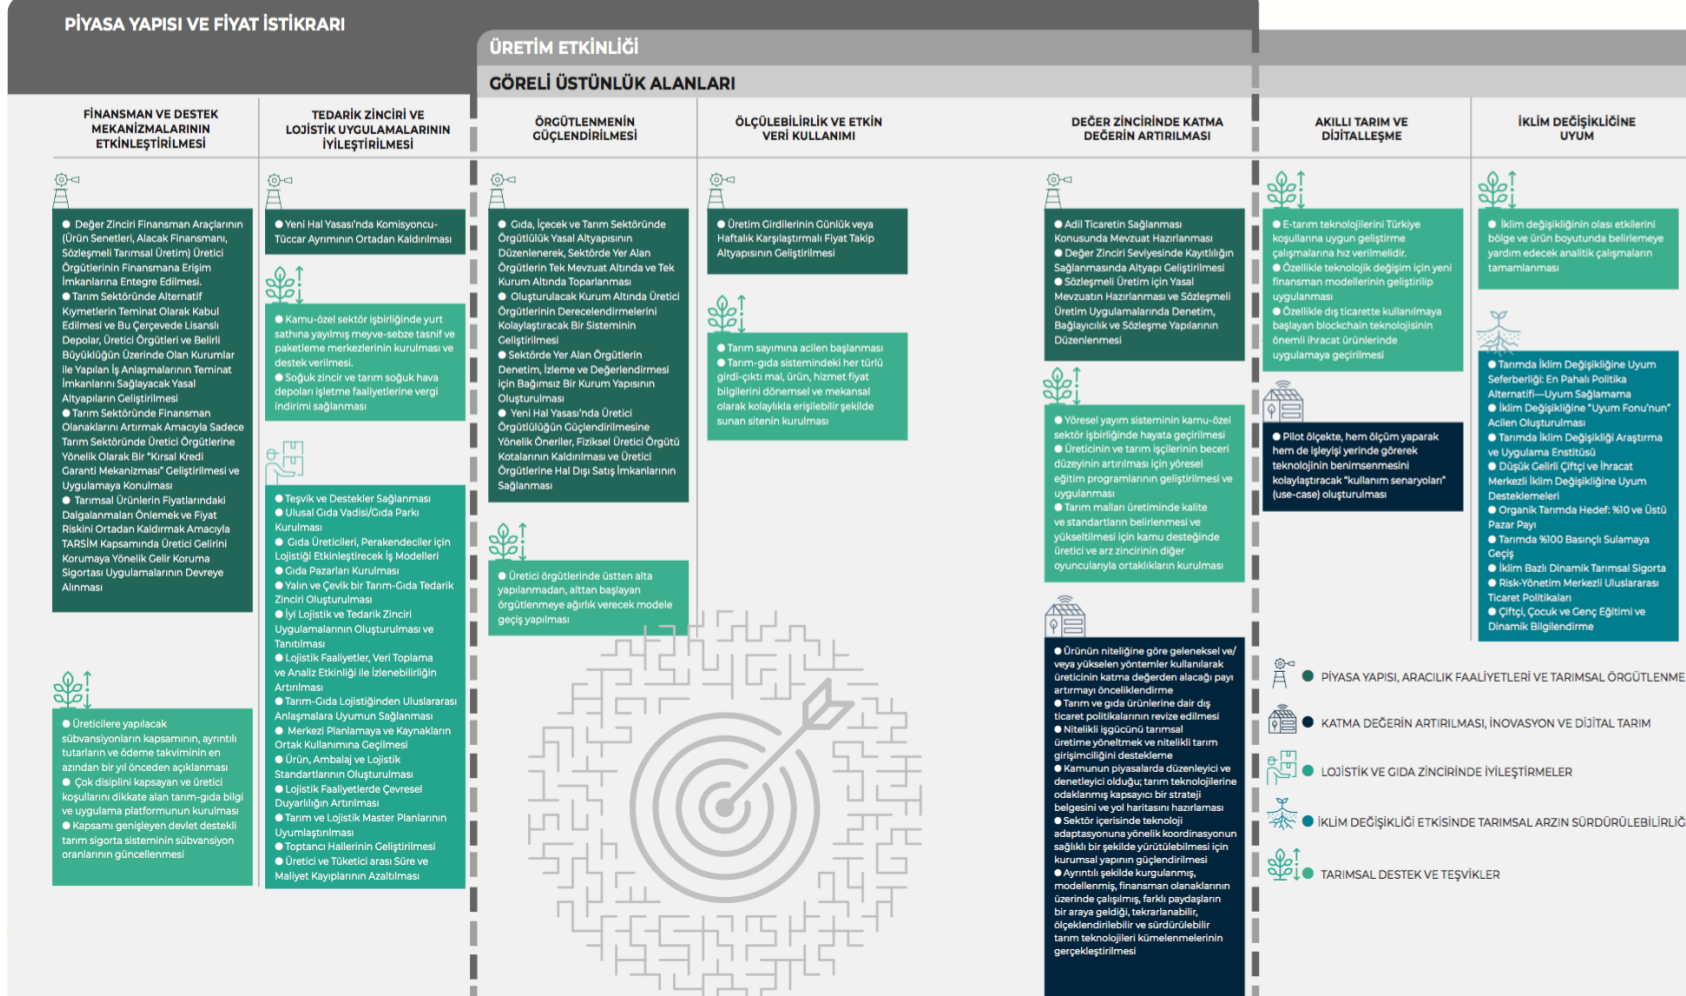 PİYASA YAPISI VE FİYAT İSTİKRARI
ÜRETİM ETKİNLİĞİ
GÖRELİ ÜSTÜNLÜK ALANLARI
FİNANSMAN VE DESTEK
MEKANİZMALARININ
ETKİNLEŞTİRİLMESİ
● Değer Zinciri Finansman Araçlarının
(Ürün Senetleri, Alacak Finansmanı,
Sözleşmeli Tarımsal Üretim) Üretici
Örgütlerinin Finansmana Erişim
İmkanlarına Entegre Edilmesi.
● Tarım Sektöründe Alternatif
Kıymetlerin Teminat Olarak Kabul
Edilmesi ve Bu Çerçevede Lisanslı
Depolar, Üretici Örgütleri ve Belirli
Büyüklüğün Üzerinde Olan Kurumlar
ile Yapılan İş Anlaşmalarının Teminat
İmkanlarını Sağlayacak Yasal
Altyapıların Geliştirilmesi
● Tarım Sektöründe Finansman
Olanaklarını Artırmak Amacıyla Sadece
Tarım Sektöründe Üretici Örgütlerine
Yönelik Olarak Bir “Kırsal Kredi
Garanti Mekanizması” Geliştirilmesi ve
Uygulamaya Konulması
● Tarımsal Ürünlerin Fiyatlarındaki
Dalgalanmaları Önlemek ve Fiyat
Riskini Ortadan Kaldırmak Amacıyla
TARSİM Kapsamında Üretici Gelirini
Korumaya Yönelik Gelir Koruma
Sigortası Uygulamalarının Devreye
Alınması
● Üreticilere yapılacak
sübvansiyonların kapsamının, ayrıntılı
tutarların ve ödeme takviminin en
azından bir yıl önceden açıklanması
● Çok disiplini kapsayan ve üretici
koşullarını dikkate alan tarım-gıda bilgi
ve uygulama platformunun kurulması
● Kapsamı genişleyen devlet destekli
tarım sigorta sisteminin sübvansiyon
oranlarının güncellenmesi
TEDARİK ZİNCİRİ VE
LOJİSTİK UYGULAMALARININ
İYİLEŞTİRİLMESİ
● Yeni Hal Yasası’nda Komisyoncu-
Tüccar Ayrımının Ortadan Kaldırılması
● Kamu-özel sektör işbirliğinde yurt
sathına yayılmış meyve-sebze tasnif ve
paketleme merkezlerinin kurulması ve
destek verilmesi.
● Soğuk zincir ve tarım soğuk hava
depoları işletme faaliyetlerine vergi
indirimi sağlanması
● Teşvik ve Destekler Sağlanması
● Ulusal Gıda Vadisi/Gıda Parkı
Kurulması
● Gıda Üreticileri, Perakendeciler için
Lojistiği Etkinleştirecek İş Modelleri
● Gıda Pazarları Kurulması
● Yalın ve Çevik bir Tarım-Gıda Tedarik
Zinciri Oluşturulması
● İyi Lojistik ve Tedarik Zinciri
Uygulamalarının Oluşturulması ve
Tanıtılması
● Lojistik Faaliyetler, Veri Toplama
ve Analiz Etkinliği ile İzlenebilirliğin
Artırılması
● Tarım-Gıda Lojistiğinden Uluslararası
Anlaşmalara Uyumun Sağlanması
● Merkezi Planlamaya ve Kaynakların
Ortak Kullanımına Geçilmesi
● Ürün, Ambalaj ve Lojistik
Standartlarının Oluşturulması
● Lojistik Faaliyetlerde Çevresel
Duyarlılığın Artırılması
● Tarım ve Lojistik Master Planlarının
Uyumlaştırılması
● Toptancı Hallerinin Geliştirilmesi
● Üretici ve Tüketici arası Süre ve
Maliyet Kayıplarının Azaltılması
ÖRGÜTLENMENİN
GÜÇLENDİRİLMESİ
● Gıda, İçecek ve Tarım Sektöründe
Örgütlülük Yasal Altyapısının
Düzenlenerek, Sektörde Yer Alan
Örgütlerin Tek Mevzuat Altında ve Tek
Kurum Altında Toparlanması
● Oluşturulacak Kurum Altında Üretici
Örgütlerinin Derecelendirmelerini
Kolaylaştıracak Bir Sisteminin
Geliştirilmesi
● Sektörde Yer Alan Örgütlerin
Denetim, İzleme ve Değerlendirmesi
için Bağımsız Bir Kurum Yapısının
Oluşturulması
● Yeni Hal Yasası’nda Üretici
Örgütlülüğün Güçlendirilmesine
Yönelik Öneriler, Fiziksel Üretici Örgütü
Kotalarının Kaldırılması ve Üretici
Örgütlerine Hal Dışı Satış İmkanlarının
Sağlanması
● Üretici örgütlerinde üstten alta
yapılanmadan, alttan başlayan
örgütlenmeye ağırlık verecek modele
geçiş yapılması
ÖLÇÜLEBİLİRLİK VE ETKİN
VERİ KULLANIMI
● Üretim Girdilerinin Günlük veya
Haftalık Karşılaştırmalı Fiyat Takip
Altyapısının Geliştirilmesi
● Tarım sayımına acilen başlanması
● Tarım-gıda sistemindeki her türlü
girdi-çıktı mal, ürün, hizmet fiyat
bilgilerini dönemsel ve mekansal
olarak kolaylıkla erişilebilir şekilde
sunan sitenin kurulması
DEĞER ZİNCİRİNDE KATMA
DEĞERİN ARTIRILMASI
● Adil Ticaretin Sağlanması
Konusunda Mevzuat Hazırlanması
● Değer Zinciri Seviyesinde Kayıtlılığın
Sağlanmasında Altyapı Geliştirilmesi
● Sözleşmeli Üretim için Yasal
Mevzuatın Hazırlanması ve Sözleşmeli
Üretim Uygulamalarında Denetim,
Bağlayıcılık ve Sözleşme Yapılarının
Düzenlenmesi
● Yöresel yayım sisteminin kamu-özel
sektör işbirliğinde hayata geçirilmesi
● Üreticinin ve tarım işçilerinin beceri
düzeyinin artırılması için yöresel
eğitim programlarının geliştirilmesi ve
uygulanması
● Tarım malları üretiminde kalite
ve standartların belirlenmesi ve
yükseltilmesi için kamu desteğinde
üretici ve arz zincirinin diğer
oyuncularıyla ortaklıkların kurulması
● Ürünün niteliğine göre geleneksel ve/
veya yükselen yöntemler kullanılarak
üreticinin katma değerden alacağı payı
artırmayı önceliklendirme
● Tarım ve gıda ürünlerine dair dış
ticaret politikalarının revize edilmesi
● Nitelikli işgücünü tarımsal
üretime yöneltmek ve nitelikli tarım
girişimciliğini destekleme
● Kamunun piyasalarda düzenleyici ve
denetleyici olduğu; tarım teknolojilerine
odaklanmış kapsayıcı bir strateji
belgesini ve yol haritasını hazırlaması
● Sektör içerisinde teknoloji
adaptasyonuna yönelik koordinasyonun
sağlıklı bir şekilde yürütülebilmesi için
kurumsal yapının güçlendirilmesi
● Ayrıntılı şekilde kurgulanmış,
modellenmiş, finansman olanaklarının
üzerinde çalışılmış, farklı paydaşların
bir araya geldiği, tekrarlanabilir,
ölçeklendirilebilir ve sürdürülebilir
tarım teknolojileri kümelenmelerinin
gerçekleştirilmesi
AKILLI TARIM VE
DİJİTALLEŞME
● E-tarım teknolojilerini Türkiye
koşullarına uygun geliştirme
çalışmalarına hız verilmelidir.
● Özellikle teknolojik değişim için yeni
finansman modellerinin geliştirilip
uygulanması
● Özellikle dış ticarette kullanılmaya
başlayan blockchain teknolojisinin
önemli ihracat ürünlerinde
uygulamaya geçirilmesi
● Pilot ölçekte, hem ölçüm yaparak
hem de işleyişi yerinde görerek
teknolojinin benimsenmesini
kolaylaştıracak “kullanım senaryoları”
(use-case) oluşturulması
İKLİM DEĞİŞİKLİĞİNE
UYUM
● İklim değişikliğinin olası etkilerini
bölge ve ürün boyutunda belirlemeye
yardım edecek analitik çalışmaların
tamamlanması
● Tarımda İklim Değişikliğine Uyum
Seferberliği: En Pahalı Politika
Alternatifi—Uyum Sağlamama
● İklim Değişikliğine “Uyum Fonu’nun”
Acilen Oluşturulması
● Tarımda İklim Değişikliği Araştırma
ve Uygulama Enstitüsü
● Düşük Gelirli Çiftçi ve İhracat
Merkezli İklim Değişikliğine Uyum
Desteklemeleri
● Organik Tarımda Hedef: %10 ve Üstü
Pazar Payı
● Tarımda %100 Basınçlı Sulamaya
Geçiş
● İklim Bazlı Dinamik Tarımsal Sigorta
● Risk-Yönetim Merkezli Uluslararası
Ticaret Politikaları
● Çiftçi, Çocuk ve Genç Eğitimi ve
Dinamik Bilgilendirme
● PİYASA YAPISI, ARACILIK FAALİYETLERİ VE TARIMSAL ÖRGÜTLENME
● KATMA DEĞERİN ARTIRILMASI, İNOVASYON VE DİJİTAL TARIM
● LOJİSTİK VE GIDA ZİNCİRİNDE İYİLEŞTİRMELER
● İKLİM DEĞİŞİKLİĞİ ETKİSİNDE TARIMSAL ARZIN SÜRDÜRÜLEBİLİRLİĞ
● TARIMSAL DESTEK VE TEŞVİKLER